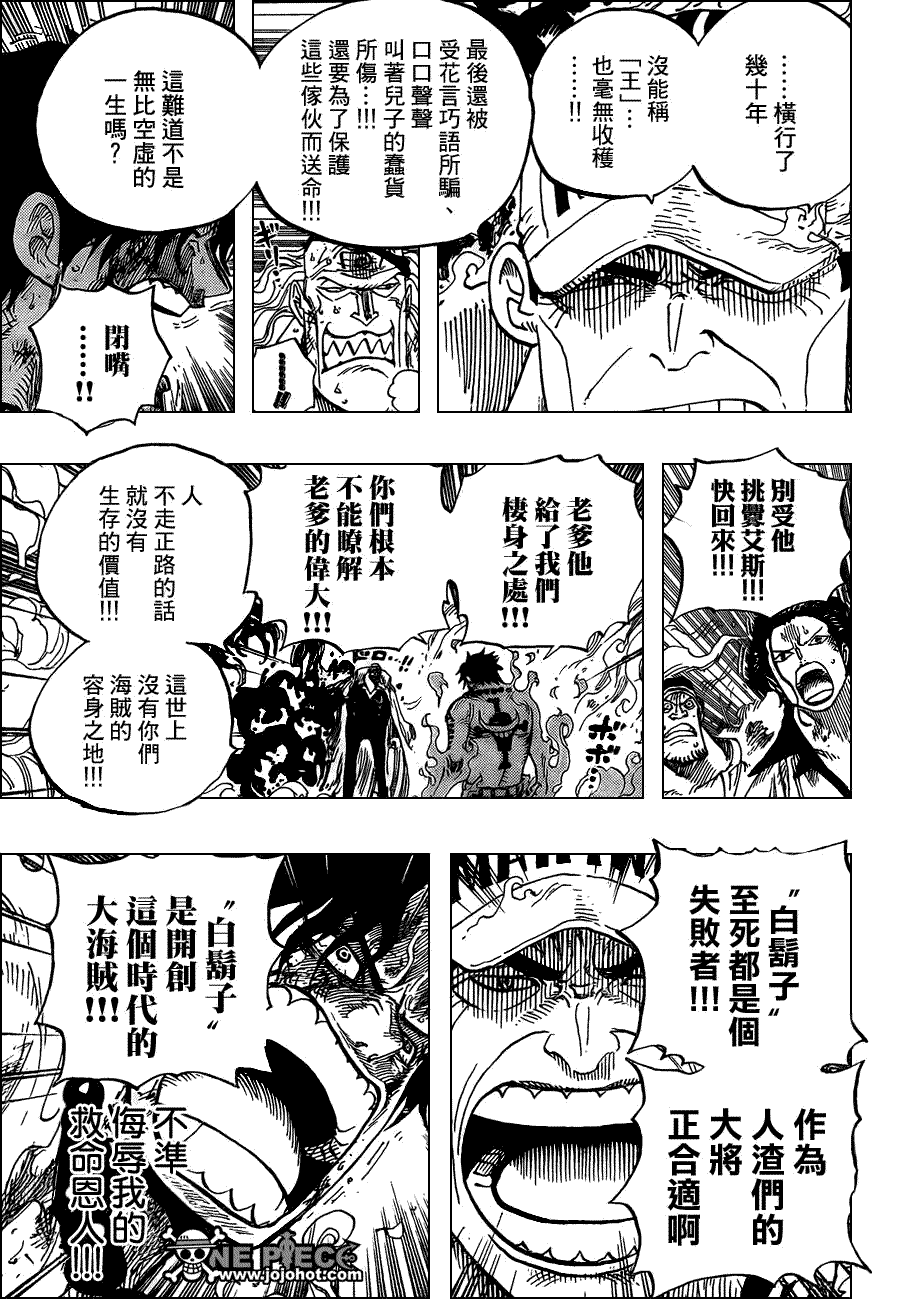 ……橫行了
幾十年
沒能稱
「王」…
也毫無收穫
……!!
最後還被
受花言巧語所騙、
口口聲聲
叫著兒子的蠢貨
所傷…!!!
還要為了保護
這些傢伙而送命!!!
ギ
這難道不是
無比空虛的
一生嗎？
閉嘴
……!!
別受他
挑釁艾斯!!!
快回來!!!
老爹他
給了我們
棲身之處!!!
你們根本
不能瞭解
老爹的偉大!!!
ボボ…
人
不走正路的話
就沒有
生存的價值!!!
這世上
沒有你們
海賊的
容身之地!!!
〝白鬍子〞
至死都是個
失敗者!!!
作為
人渣們的
大將
正合適啊
MARIN
〝白鬍子〞
是開創
這個時代的
大海賊!!!
不準
侮辱我的
救命恩人!!!
ONE PIECE
www.jojohot.com